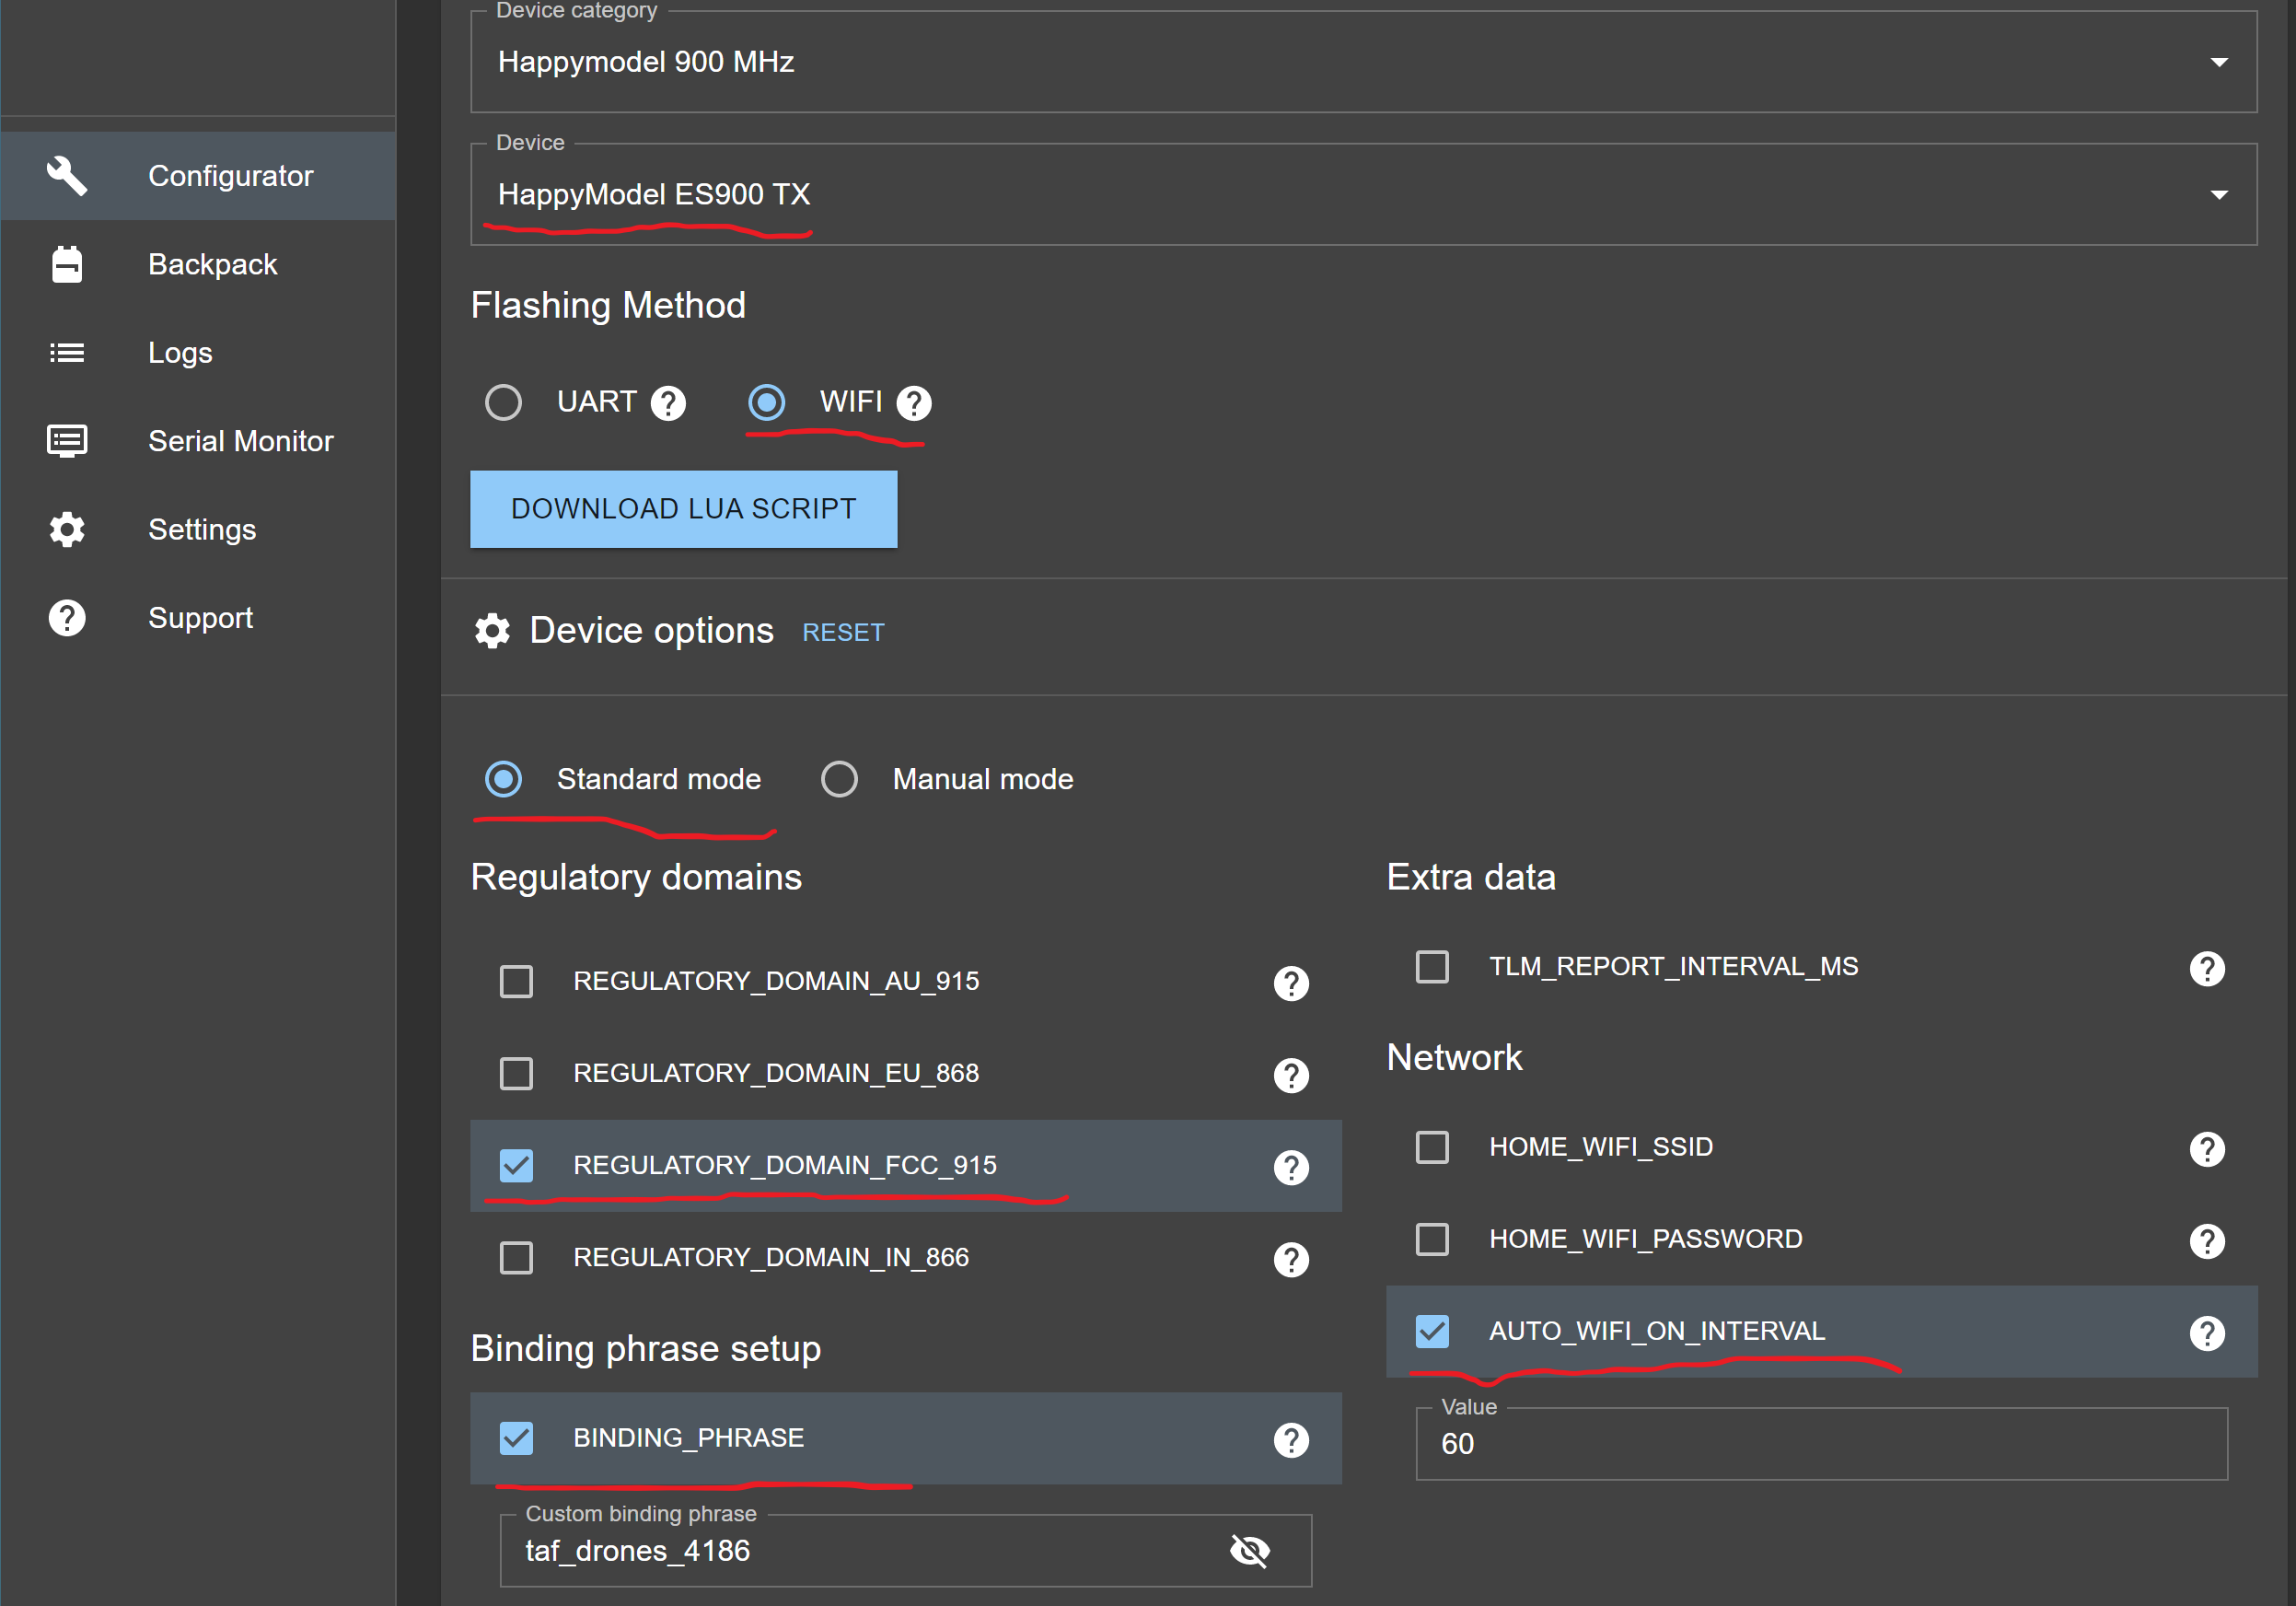 Device category
Happymodel 900 MHz
Device
HappyModel ES900 TX
Configurator
Backpack
Logs
Serial Monitor
Settings
Support
Flashing Method
UART
WIFI
DOWNLOAD LUA SCRIPT
Device options RESET
Standard mode
Manual mode
Regulatory domains
REGULATORY_DOMAIN_AU_915
REGULATORY_DOMAIN_EU_868
REGULATORY_DOMAIN_FCC_915
REGULATORY_DOMAIN_IN_866
Binding phrase setup
BINDING_PHRASE
Custom binding phrase
taf_drones_4186
Extra data
TLM_REPORT_INTERVAL_MS
Network
HOME_WIFI_SSID
HOME_WIFI_PASSWORD
AUTO_WIFI_ON_INTERVAL
Value
60